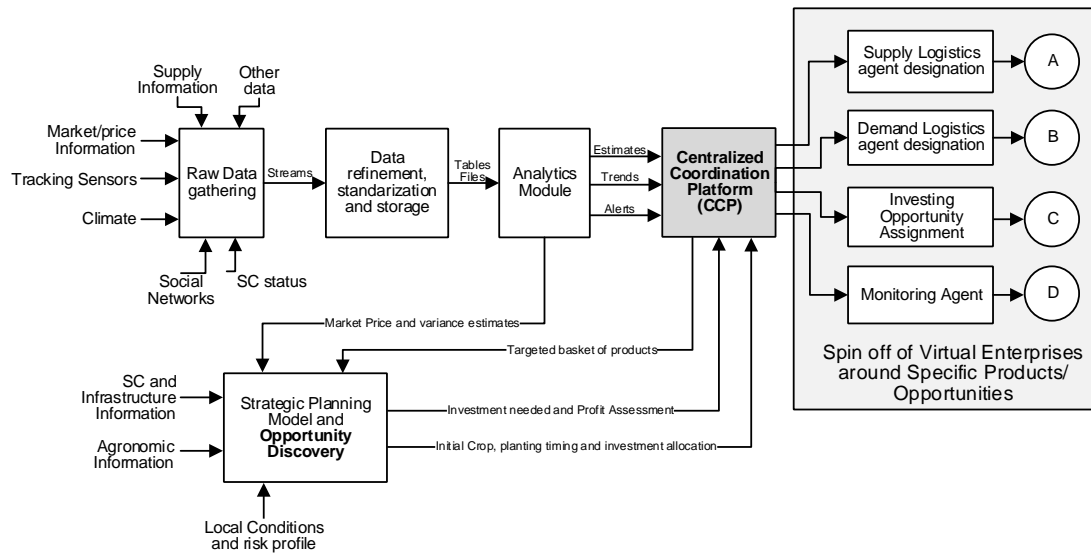 Supply
Information
Other
data
Market/price
Information
Tracking Sensors
Climate
Raw Data
gathering
Social
Networks
SC status
Streams
Data
refinement,
standarization
and storage
Tables
Files
Analytics
Module
Estimates
Trends
Alerts
Centralized
Coordination
Platform
(CCP)
Supply Logistics
agent designation
A
Demand Logistics
agent designation
B
Investing
Opportunity
Assignment
C
Monitoring Agent
D
Spin off of Virtual Enterprises
around Specific Products/
Opportunities
Market Price and variance estimates
Targeted basket of products
SC and
Infrastructure
Information
Agronomic
Information
Strategic Planning
Model and
Opportunity
Discovery
Investment needed and Profit Assessment
Initial Crop, planting timing and investment allocation
Local Conditions
and risk profile